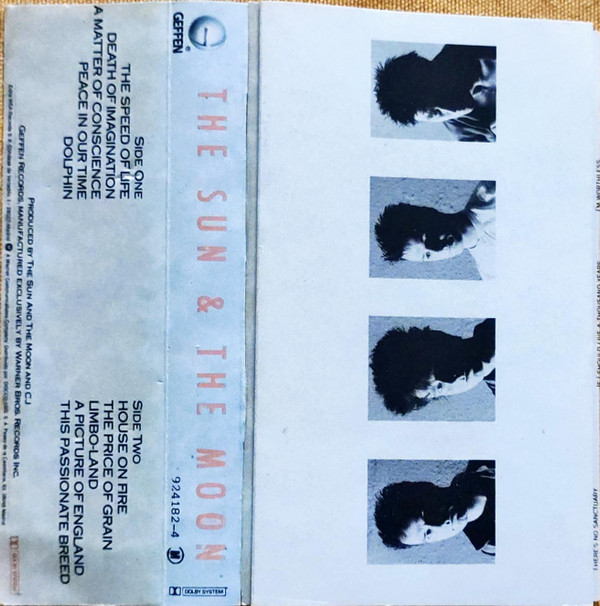 GEFFEN
®
THE SUN & THE MOON
924182-4
DOLBY SYSTEM
SIDE ONE
THE SPEED OF LIFE
DEATH OF IMAGINATION
A MATTER OF CONSCIENCE
PEACE IN OUR TIME
DOLPHIN
SIDE TWO
HOUSE ON FIRE
THE PRICE OF GRAIN
LIMBO-LAND
A PICTURE OF ENGLAND
THIS PASSIONATE BREED
PRODUCED BY THE SUN AND THE MOON AND CJ
GEFFEN RECORDS, MANUFACTURED EXCLUSIVELY BY WARNER BROS. RECORDS INC.
THERE'S NO SANCTUARY